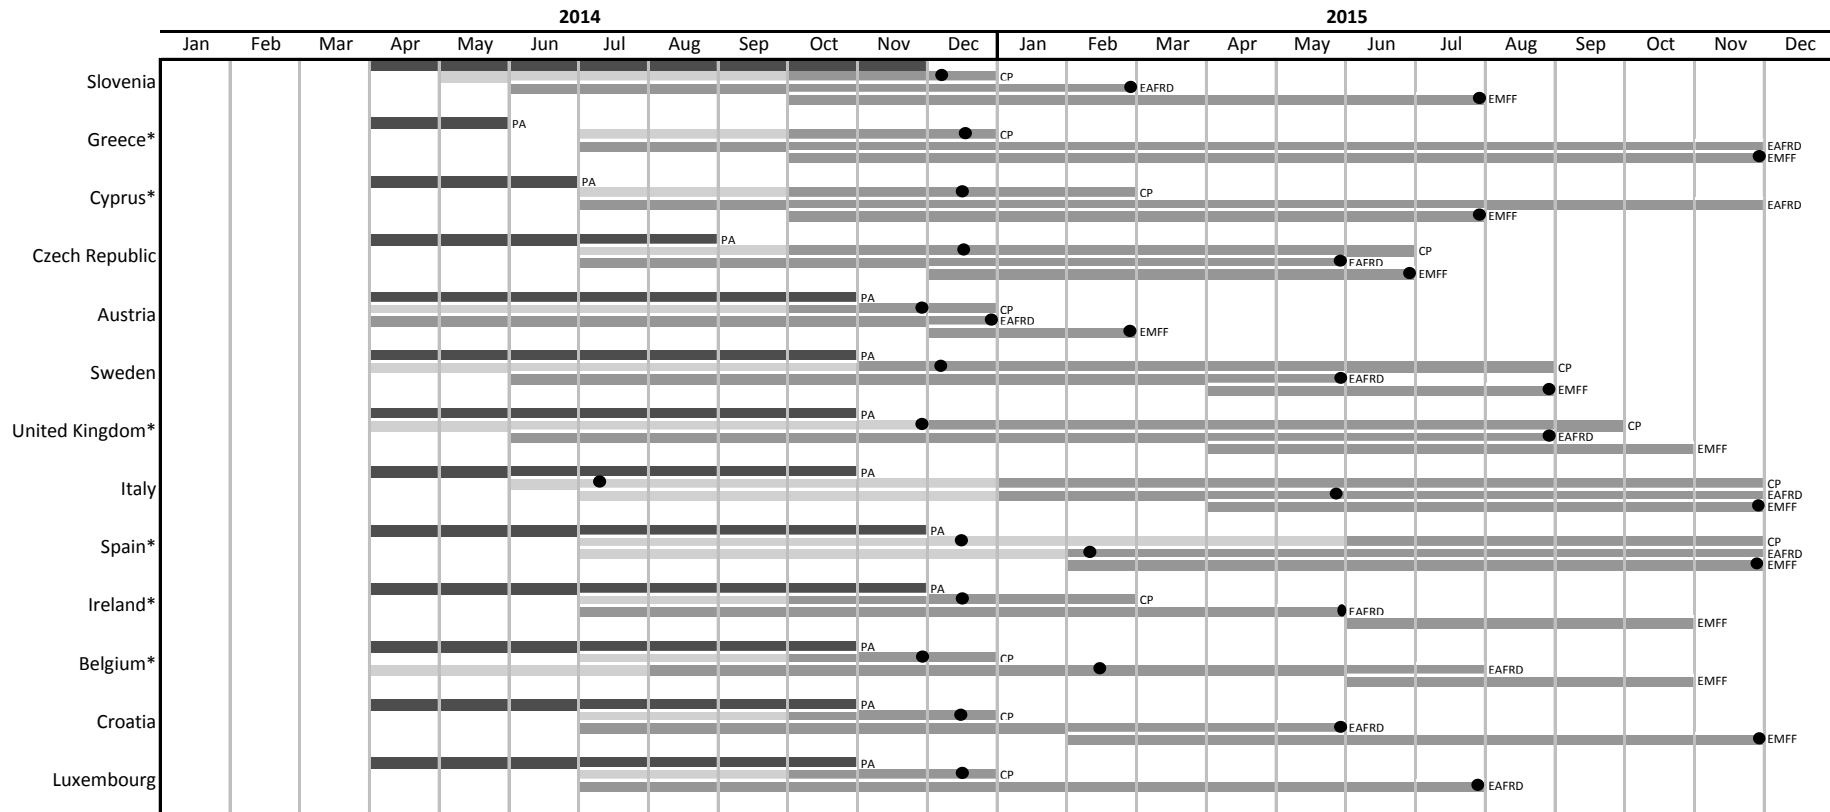 2014 2015
Jan Feb Mar Apr May Jun Jul Aug Sep Oct Nov Dec Jan Feb Mar Apr May Jun Jul Aug Sep Oct Nov Dec
Slovenia
CP
EAFRD
EMFF
Greece*
PA
CP
EAFRD
EMFF
Cyprus*
PA
CP
EAFRD
EMFF
Czech Republic
PA
CP
EAFRD
EMFF
Austria
PA
CP
EAFRD
EMFF
Sweden
PA
CP
EAFRD
EMFF
United Kingdom*
PA
CP
EAFRD
EMFF
Italy
PA
CP
EAFRD
EMFF
Spain*
PA
CP
EAFRD
EMFF
Ireland*
PA
CP
EAFRD
EMFF
Belgium*
PA
CP
EAFRD
EMFF
Croatia
PA
CP
EAFRD
EMFF
Luxembourg
PA
CP
EAFRD